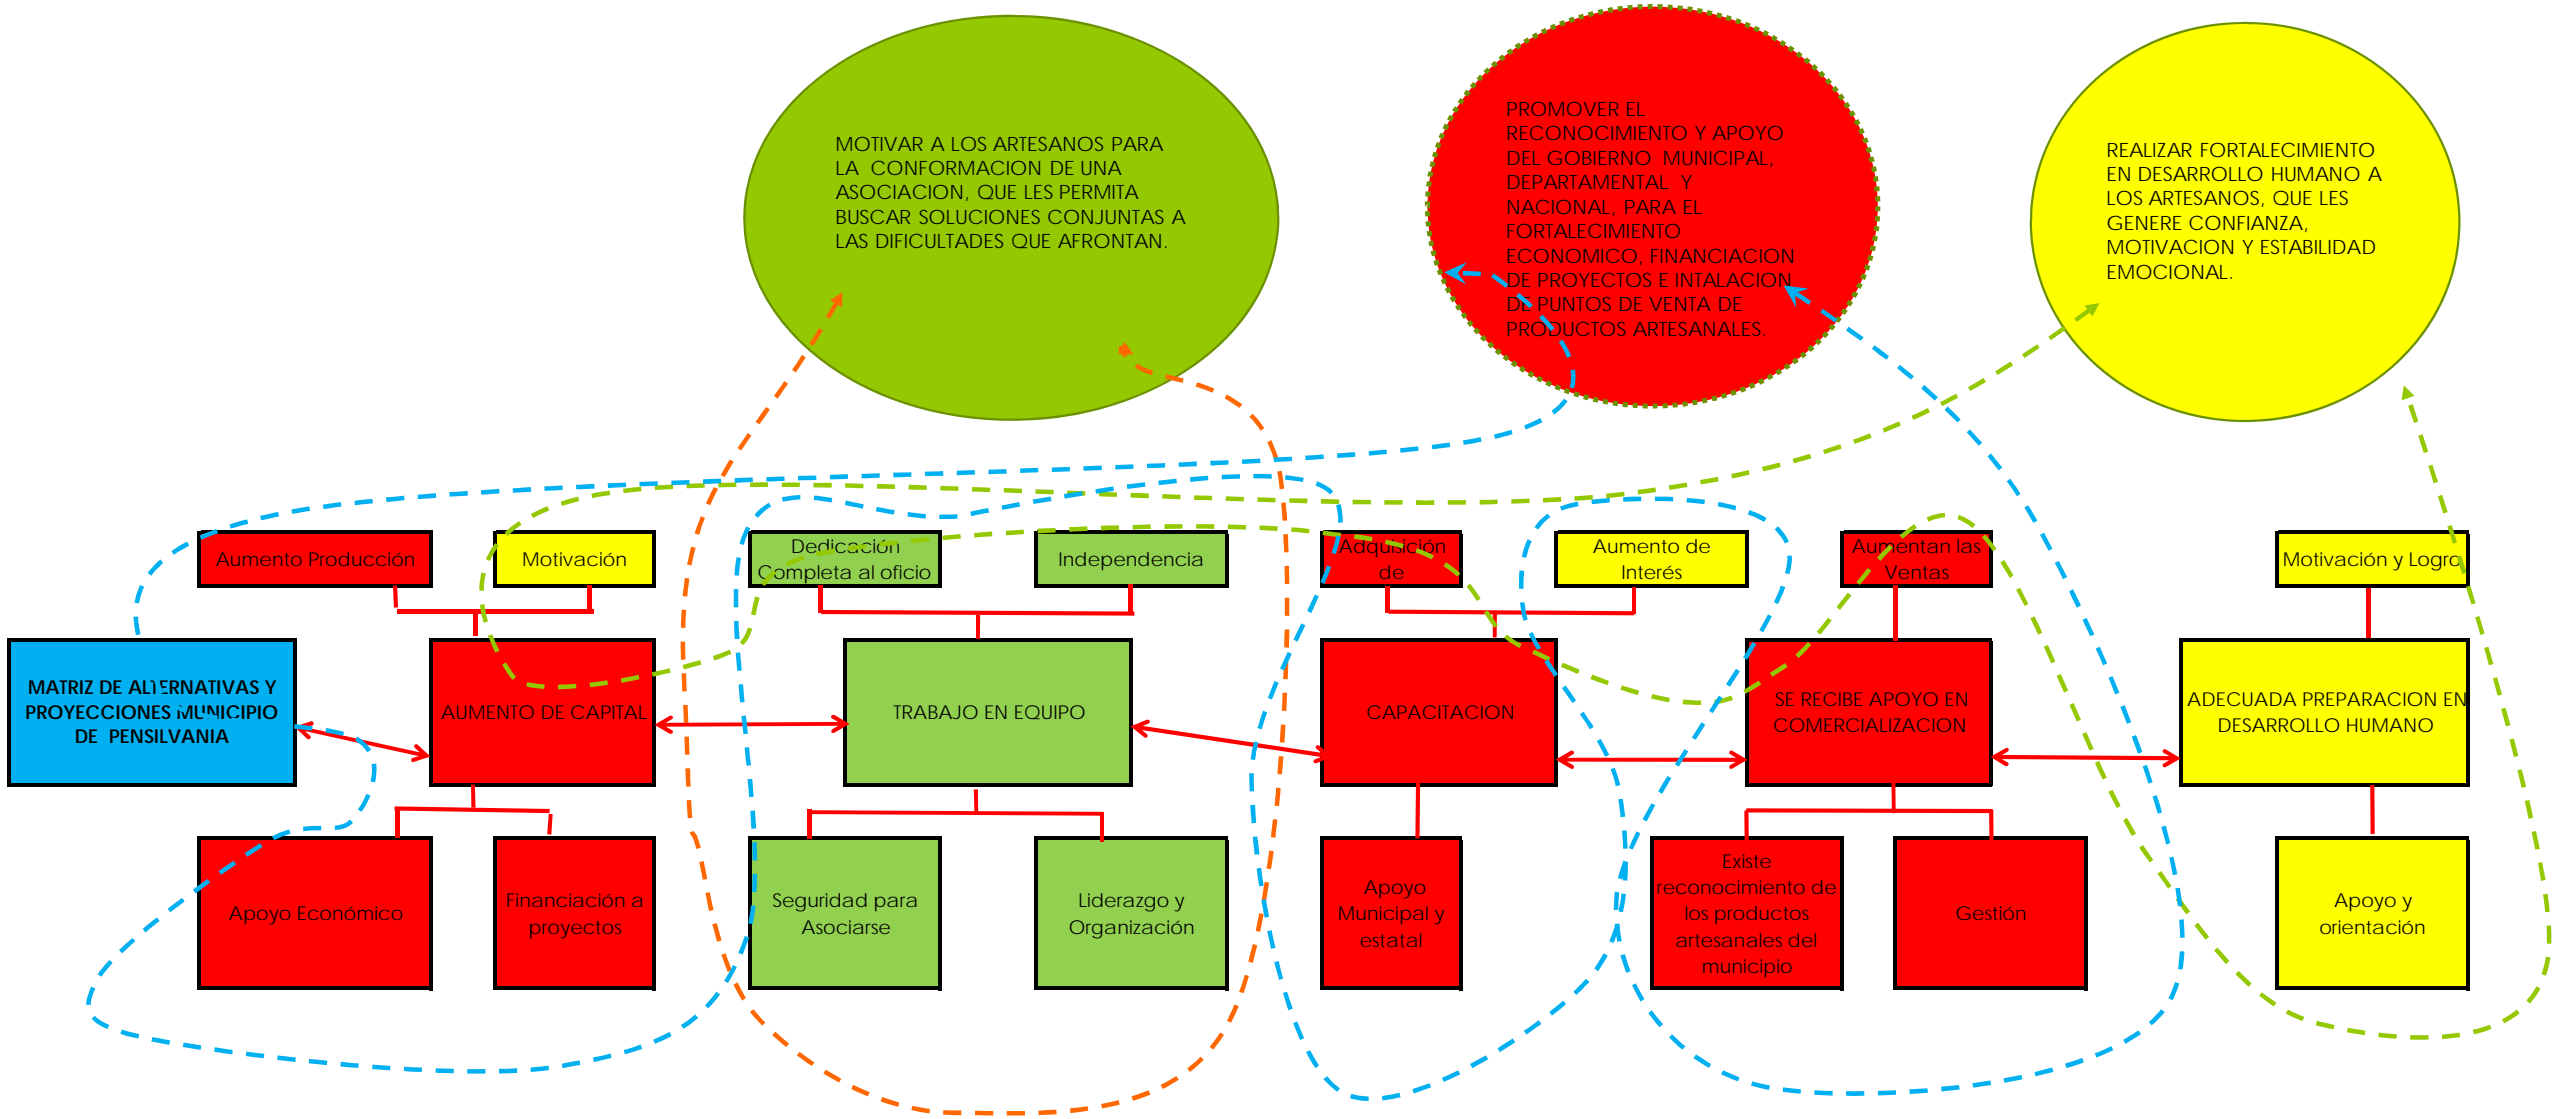 MOTIVAR A LOS ARTESANOS PARA
LA CONFORMACION DE UNA
ASOCIACION, QUE LES PERMITA
BUSCAR SOLUCIONES CONJUNTAS A
LAS DIFICULTADES QUE AFRONTAN.
PROMOVER EL
RECONOCIMIENTO Y APOYO
DEL GOBIERNO MUNICIPAL,
DEPARTAMENTAL Y
NACIONAL, PARA EL
FORTALECIMIENTO
ECONOMICO, FINANCIACION
DE PROYECTOS E INTALACION
DE PUNTOS DE VENTA DE
PRODUCTOS ARTESANALES.
REALIZAR FORTALECIMIENTO
EN DESARROLLO HUMANO A
LOS ARTESANOS, QUE LES
GENERE CONFIANZA,
MOTIVACION Y ESTABILIDAD
EMOCIONAL.
Aumento Producción
Motivación
Dedicación
Completa al oficio
Independencia
Adquisición
de
Aumento de
Interés
Aumentan las
Ventas
Motivación y Logro
MATRIZ DE ALTERNATIVAS Y
PROYECCIONES MUNICIPIO
DE PENSILVANIA
AUMENTO DE CAPITAL
TRABAJO EN EQUIPO
CAPACITACION
SE RECIBE APOYO EN
COMERCIALIZACION
ADECUADA PREPARACION EN
DESARROLLO HUMANO
Apoyo Económico
Financiación a
proyectos
Seguridad para
Asociarse
Liderazgo y
Organización
Apoyo
Municipal y
estatal
Existe
reconocimiento de
los productos
artesanales del
municipio
Gestión
Apoyo y
orientación